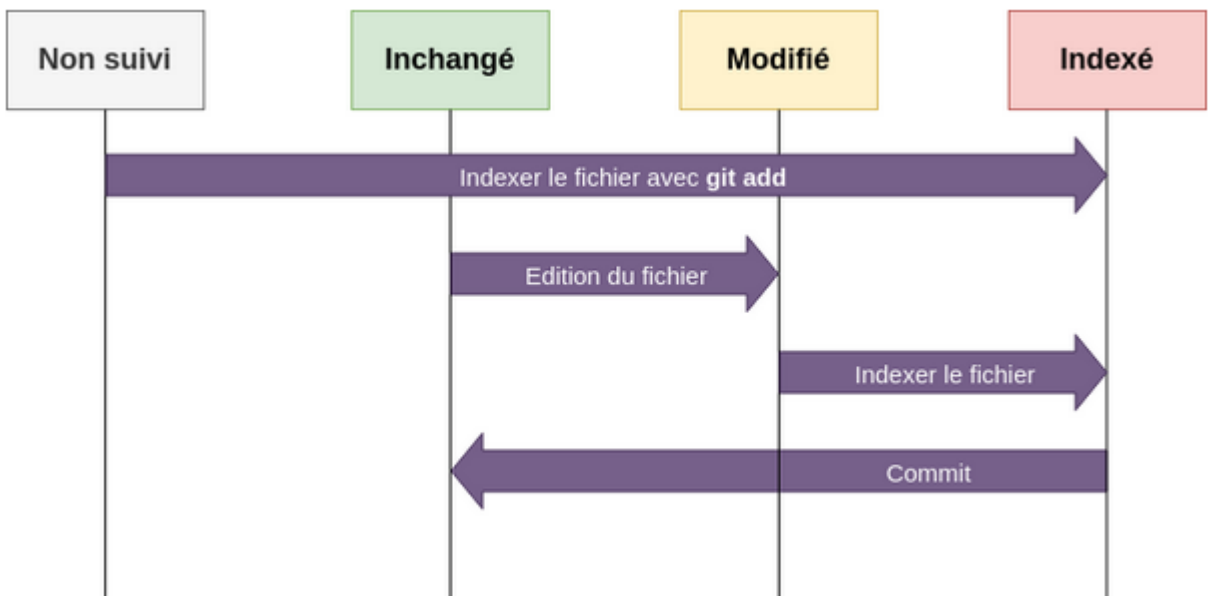 Non suivi
Inchangé
Modifié
Indexé
Indexer le fichier avec git add
Edition du fichier
Indexer le fichier
Commit